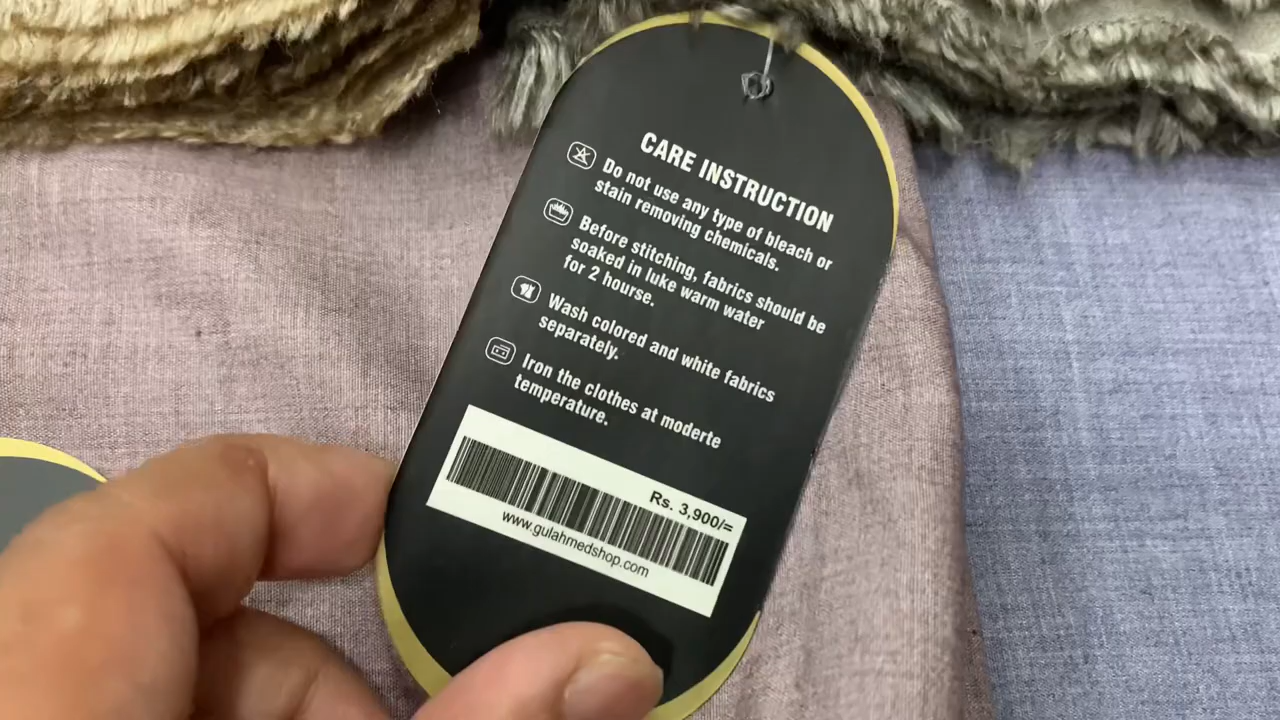 CARE INSTRUCTION
Do not use any type of bleach or
stain removing chemicals.
Before stitching, fabrics should be
soaked in luke warm water
for 2 hourse.
Wash colored and white fabrics
separately.
Iron the clothes at moderte
temperature.
Rs. 3,900/=
www.gulahmedshop.com